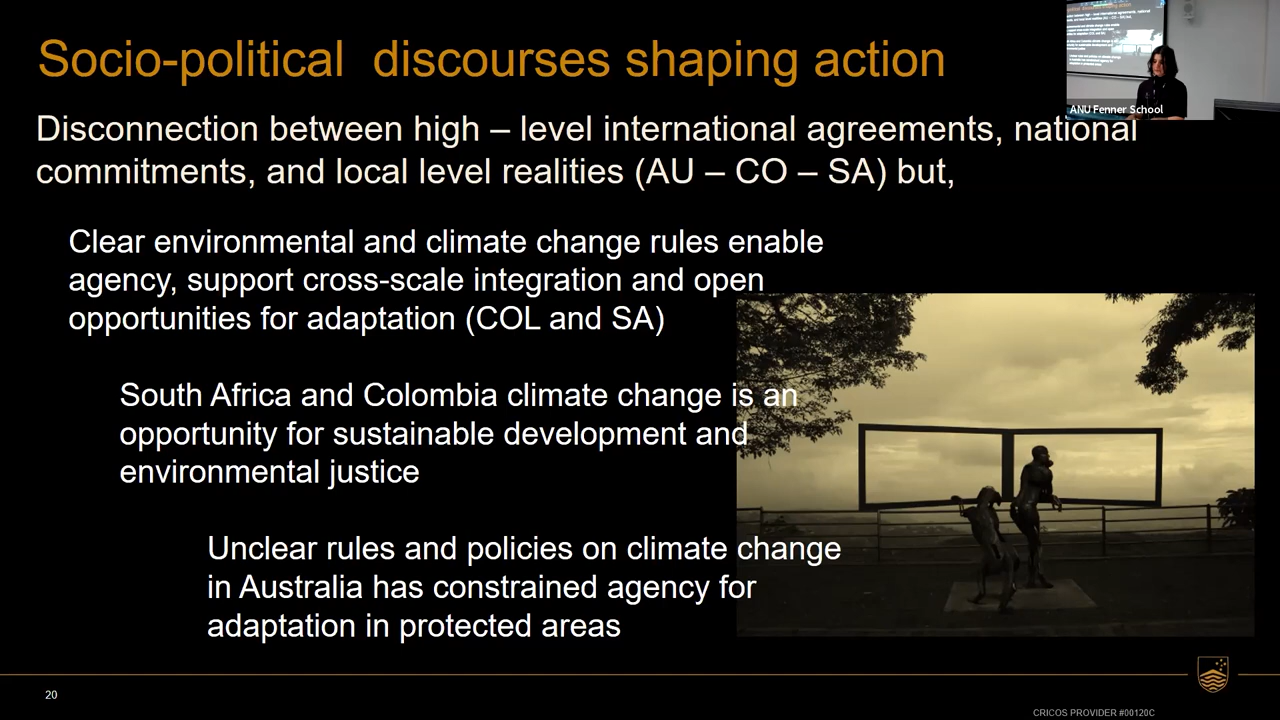 Socio-political discourses shaping action
ANU Fenner School
Disconnection between high – level international agreements, national
commitments, and local level realities (AU – CO – SA) but,
Clear environmental and climate change rules enable
agency, support cross-scale integration and open
opportunities for adaptation (COL and SA)
South Africa and Colombia climate change is an
opportunity for sustainable development and
environmental justice
Unclear rules and policies on climate change
in Australia has constrained agency for
adaptation in protected areas
20
CRICOS PROVIDER #00120C